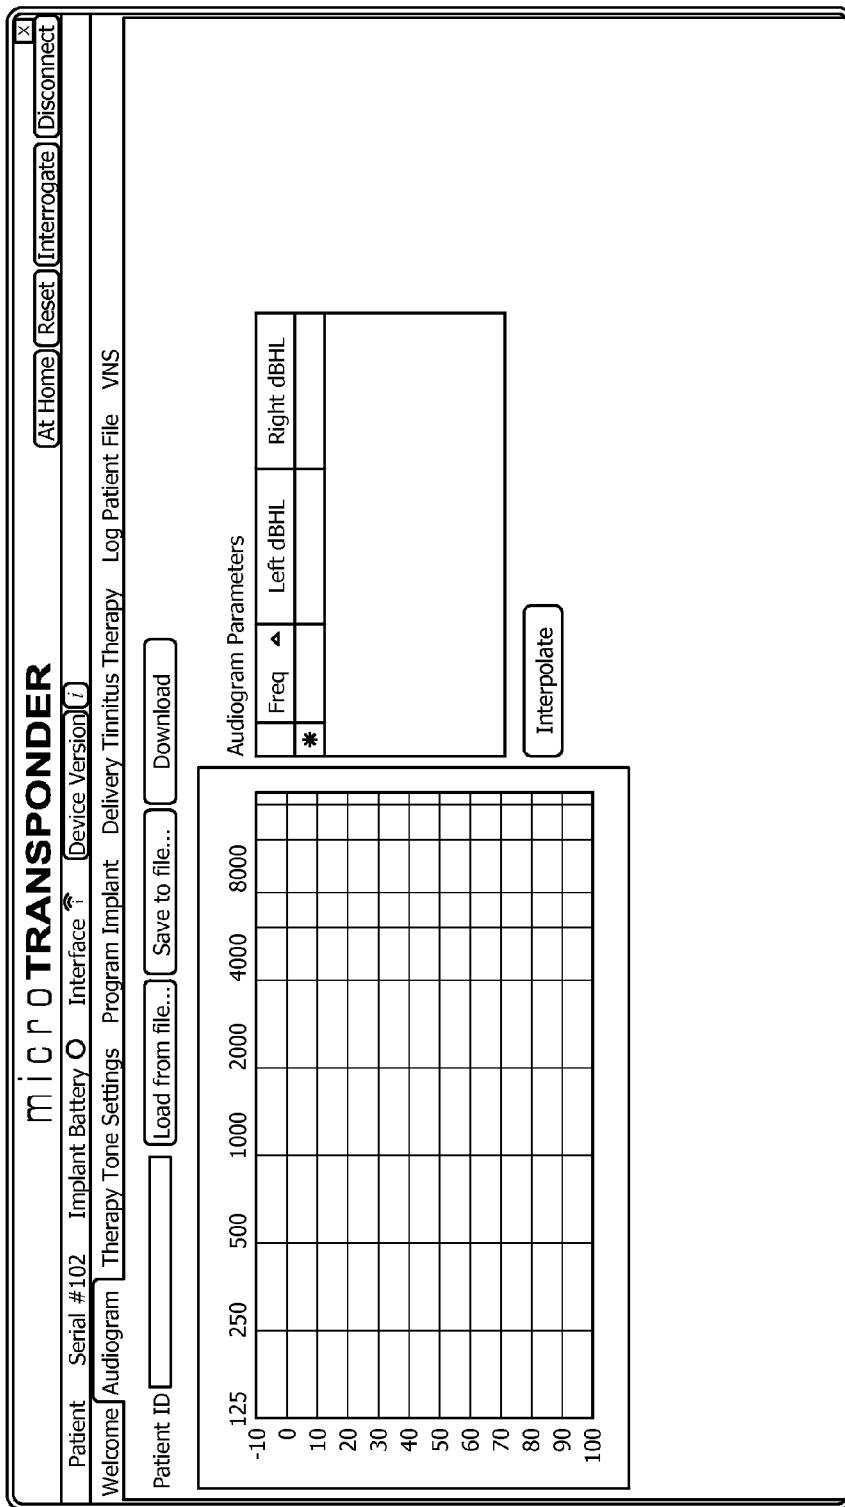 microTRANSPONDER
X
At Home Reset Interrogate Disconnect
Patient Serial #102 Implant Battery Interface i Device Version i
Welcome Audiogram Therapy Tone Settings Program Implant Delivery Tinnitus Therapy Log Patient File VNS
Patient ID Load from file... Save to file... Download
Audiogram Parameters
Freq Left dBHL Right dBHL
*
Interpolate
125 250 500 1000 2000 4000 8000
-10
0
10
20
30
40
50
60
70
80
90
100